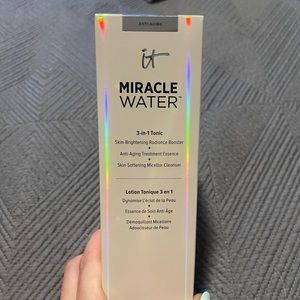 ANTI-AGING
it
MIRACLE
WATER™
3-in-1 Tonic
Skin-Brightening Radiance Booster
+
Anti-Aging Treatment Essence
+
Skin-Softening Micellar Cleanser
Lotion Tonique 3 en 1
Dynamise L'éclat de la Peau
+
Essence de Soin Anti-Âge
+
Démaquillant Micellaire
Adoucisseur de Peau